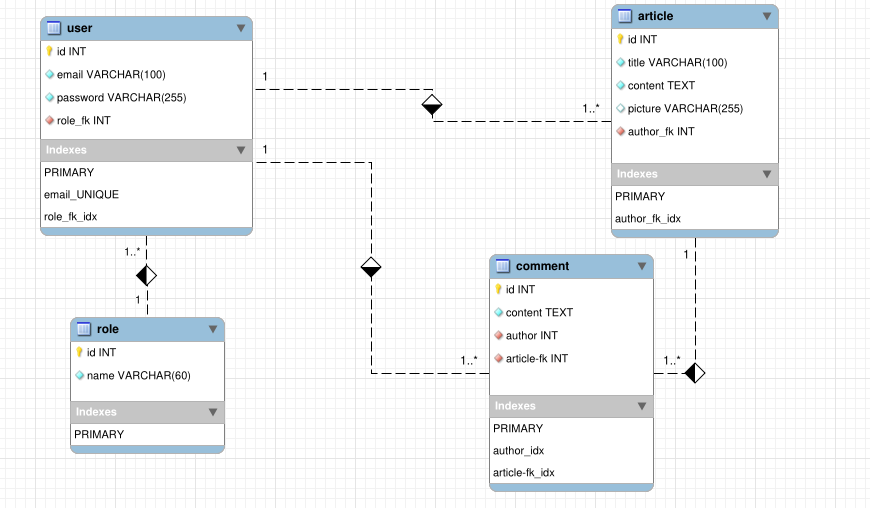 user
id INT
email VARCHAR(100)
password VARCHAR(255)
role_fk INT
Indexes
PRIMARY
email_UNIQUE
role_fk_idx
1
1..*
1
1..*
article
id INT
title VARCHAR(100)
content TEXT
picture VARCHAR(255)
author_fk INT
Indexes
PRIMARY
author_fk_idx
1..*
1
role
id INT
name VARCHAR(60)
Indexes
PRIMARY
comment
id INT
content TEXT
author INT
article-fk INT
Indexes
PRIMARY
author_idx
article-fk_idx
1
1..*